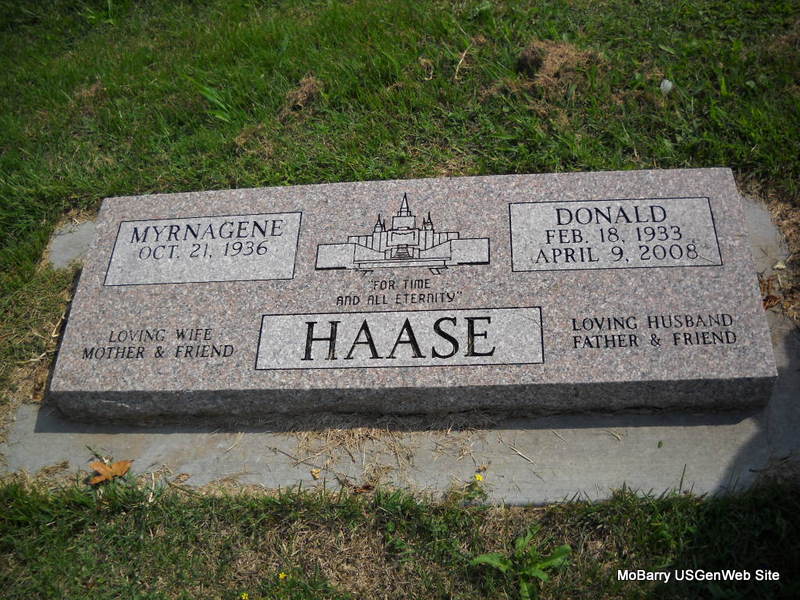 MYRNAGENE
OCT. 21, 1936
DONALD
FEB. 18, 1933
APRIL 9, 2008
"FOR TIME
AND ALL ETERNITY"
LOVING WIFE
MOTHER & FRIEND
HAASE
LOVING HUSBAND
FATHER & FRIEND
MoBarry USGenWeb Site